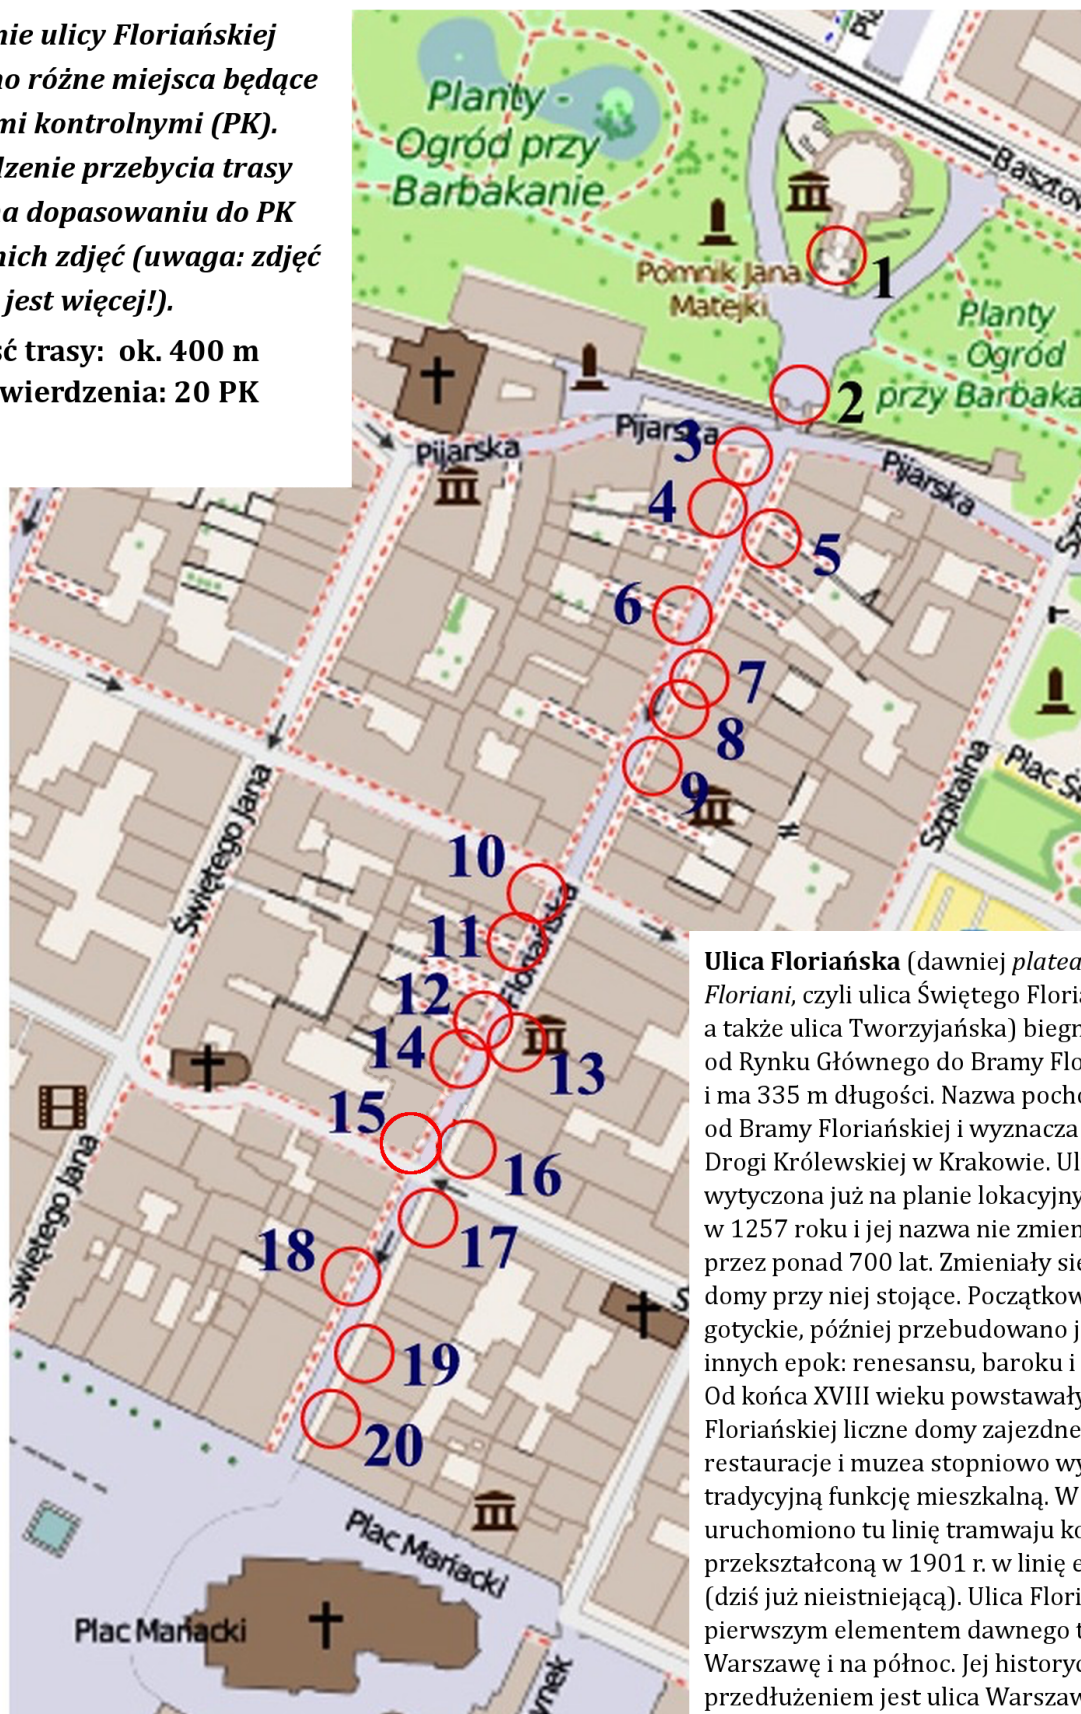 nie ulicy Floriańskiej
no różne miejsca będące
mi kontrolnymi (PK).
dzenie przebycia trasy
na dopasowaniu do PK
nich zdjęć (uwaga: zdjęć
jest więcej!).
ść trasy: ok. 400 m
wierdzenia: 20 PK
Planty -
Ogród przy
Barbakanie
Basztow
Pomnik Jana
Matejki
1
Planty
Ogród
przy Barbaka
2
Pijarska
Pijarska
Pijarska
3
4
5
6
7
8
9
Plac Św
Szpitalna
Świętego Jana
10
11
Floriańska
12
13
14
15
16
17
18
19
20
Świętego Jana
S
Plac Mariacki
Plac Mariacki
ynek
Ulica Floriańska (dawniej platea
Floriani, czyli ulica Świętego Floria
a także ulica Tworzyjańska) biegn
od Rynku Głównego do Bramy Flo
i ma 335 m długości. Nazwa pocho
od Bramy Floriańskiej i wyznacza
Drogi Królewskiej w Krakowie. Ul
wytyczona już na planie lokacyjny
w 1257 roku i jej nazwa nie zmien
przez ponad 700 lat. Zmieniały się
domy przy niej stojące. Początkow
gotyckie, później przebudowano j
innych epok: renesansu, baroku i
Od końca XVIII wieku powstawały
Floriańskiej liczne domy zajezdne
restauracje i muzea stopniowo wy
tradycyjną funkcję mieszkalną. W
uruchomiono tu linię tramwaju ko
przekształconą w 1901 r. w linię e
(dziś już nieistniejącą). Ulica Flori
pierwszym elementem dawnego t
Warszawę i na północ. Jej historyc
przedłużeniem jest ulica Warszaw